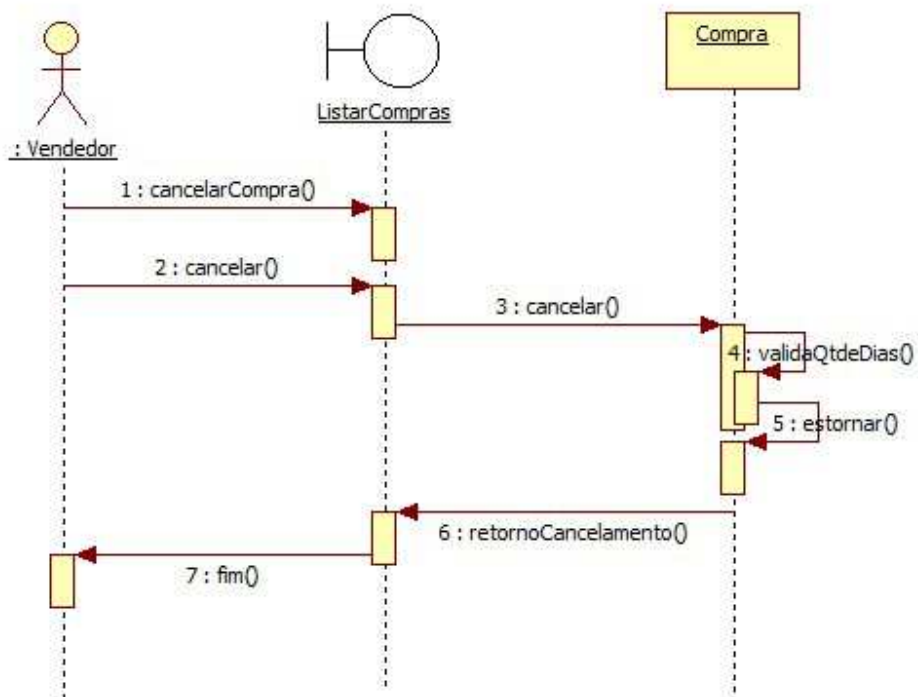 Compra
ListarCompras
: Vendedor
1 : cancelarCompra()
2 : cancelar()
3 : cancelar()
4 : validaQtdeDias()
5 : estornar()
6 : retornoCancelamento()
7 : fim()